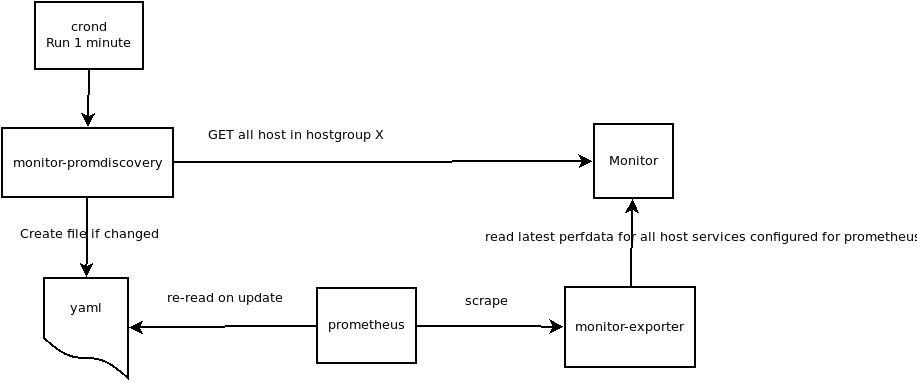 crond
Run 1 minute
GET all host in hostgroup X
monitor-promdiscovery
Monitor
Create file if changed
read latest perfdata for all host services configured for prometheus
re-read on update
scrape
yaml
prometheus
monitor-exporter